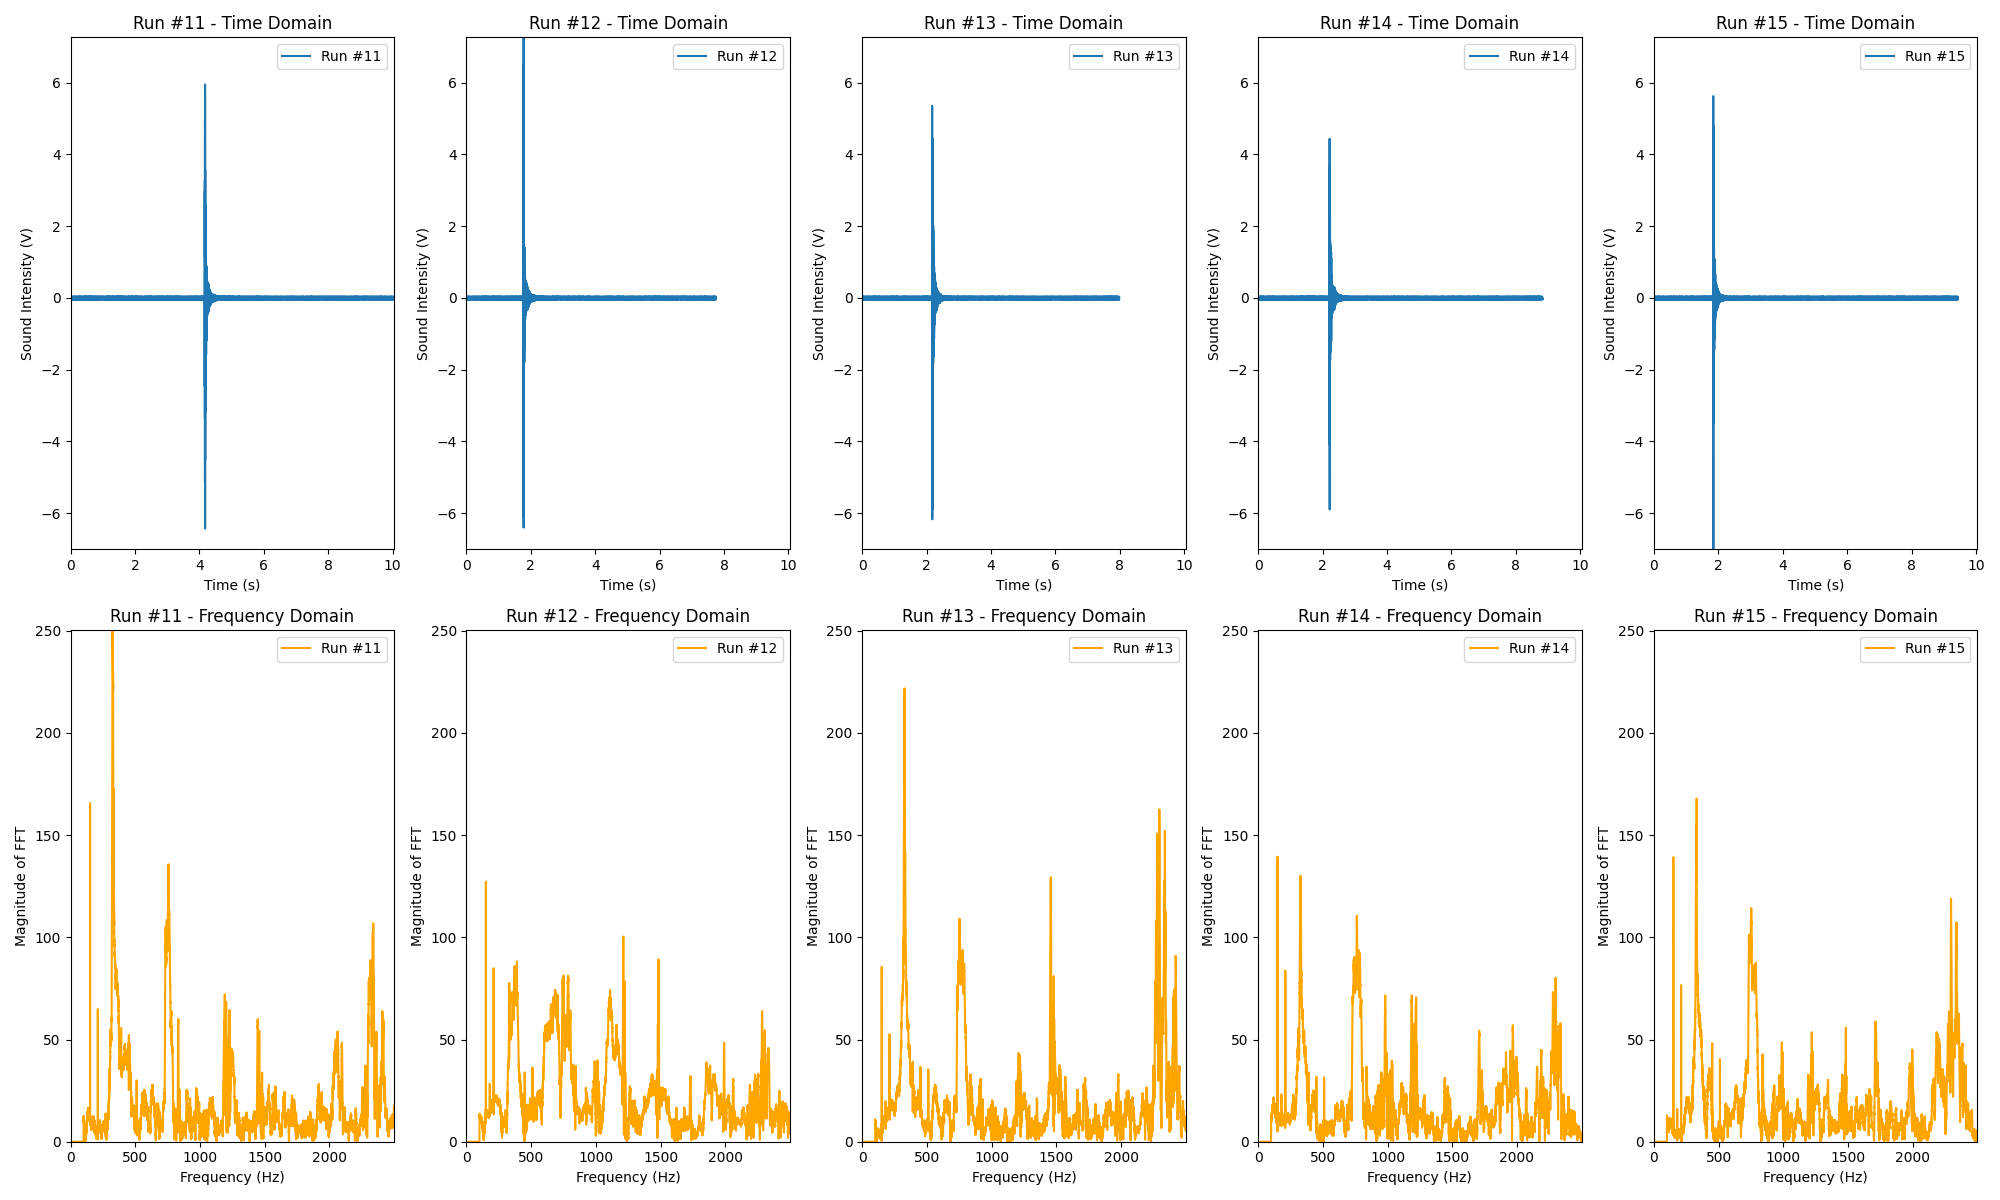 Run #11 - Time Domain
Run #12 - Time Domain
Run #13 - Time Domain
Run #14 - Time Domain
Run #15 - Time Domain
Run #11
Run #12
Run #13
Run #14
Run #15
6
4
2
0
−2
−4
−6
Sound Intensity (V)
6
4
2
0
−2
−4
−6
Sound Intensity (V)
6
4
2
0
−2
−4
−6
Sound Intensity (V)
6
4
2
0
−2
−4
−6
Sound Intensity (V)
6
4
2
0
−2
−4
−6
Sound Intensity (V)
0 2 4 6 8 10
0 2 4 6 8 10
0 2 4 6 8 10
0 2 4 6 8 10
0 2 4 6 8 10
Time (s)
Time (s)
Time (s)
Time (s)
Time (s)
Run #11 - Frequency Domain
Run #12 - Frequency Domain
Run #13 - Frequency Domain
Run #14 - Frequency Domain
Run #15 - Frequency Domain
Run #11
Run #12
Run #13
Run #14
Run #15
250
200
150
100
50
0
Magnitude of FFT
250
200
150
100
50
0
Magnitude of FFT
250
200
150
100
50
0
Magnitude of FFT
250
200
150
100
50
0
Magnitude of FFT
250
200
150
100
50
0
Magnitude of FFT
0 500 1000 1500 2000
0 500 1000 1500 2000
0 500 1000 1500 2000
0 500 1000 1500 2000
0 500 1000 1500 2000
Frequency (Hz)
Frequency (Hz)
Frequency (Hz)
Frequency (Hz)
Frequency (Hz)